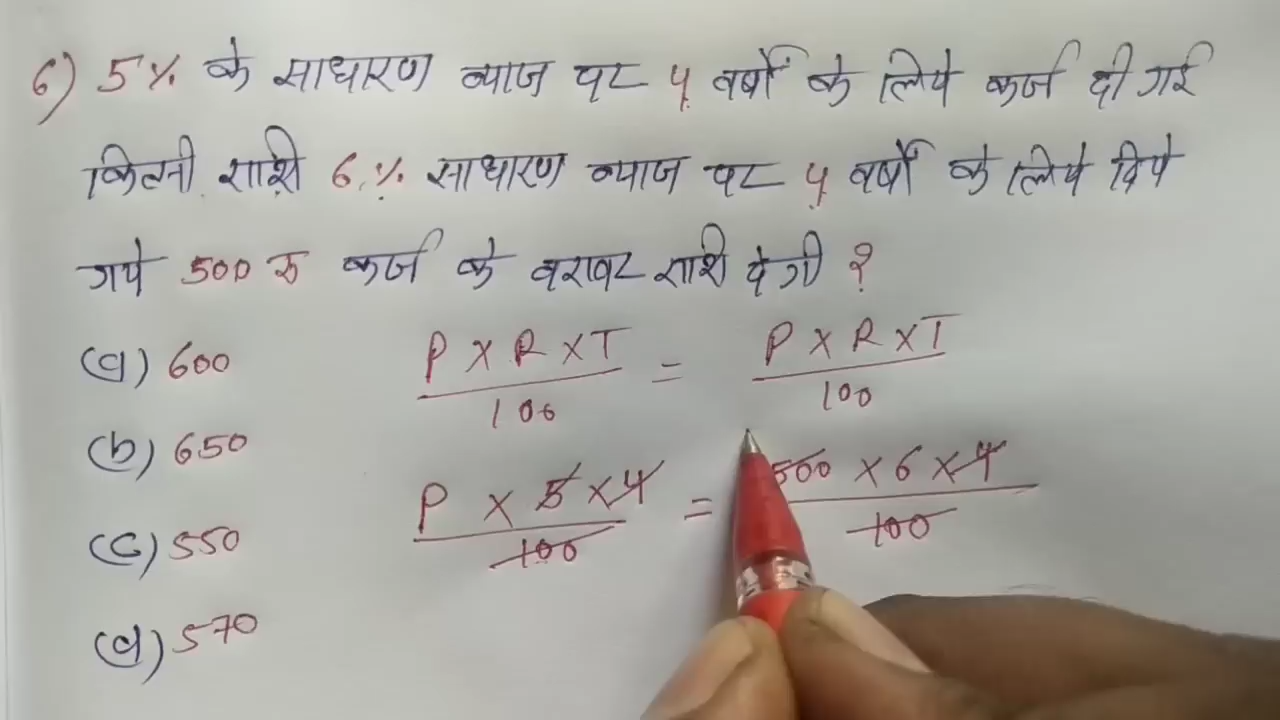 6) 5% के साधारण ब्याज पर 4 वर्षों के लिये कर्ज दी गई
कितनी राशि 6% साधारण ब्याज पर 4 वर्षों के लिये दिये
गये 500 रु कर्ज के बराबर राशि देगी ?
(a) 600
P × R × T / 100 = P × R × T / 100
(b) 650
P × 5 × 4 / 100 = 500 × 6 × 4 / 100
(c) 550
(d) 570